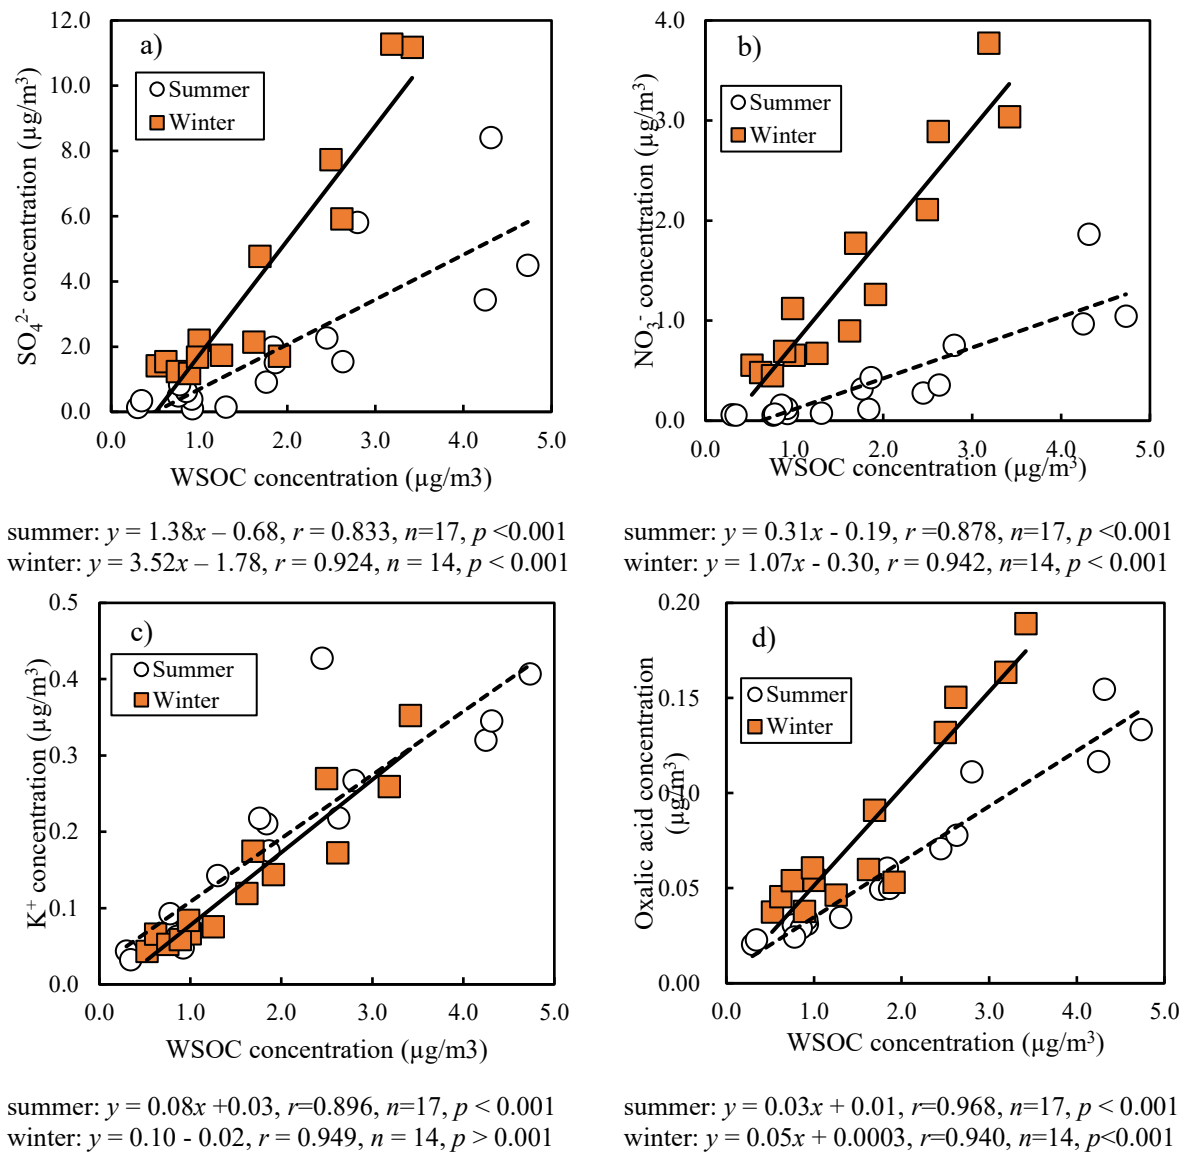 12.0
10.0
8.0
6.0
4.0
2.0
0.0
SO₄²⁻ concentration (µg/m³)
a)
Summer
Winter
0.0 1.0 2.0 3.0 4.0 5.0
WSOC concentration (µg/m3)
4.0
3.0
2.0
1.0
0.0
NO₃⁻ concentration (µg/m³)
b)
Summer
Winter
0.0 1.0 2.0 3.0 4.0 5.0
WSOC concentration (µg/m³)
summer: y = 1.38x – 0.68, r = 0.833, n=17, p <0.001
winter: y = 3.52x – 1.78, r = 0.924, n = 14, p < 0.001
summer: y = 0.31x - 0.19, r =0.878, n=17, p <0.001
winter: y = 1.07x - 0.30, r = 0.942, n=14, p < 0.001
0.5
0.4
0.3
0.2
0.1
0.0
K⁺ concentration (µg/m³)
c)
Summer
Winter
0.0 1.0 2.0 3.0 4.0 5.0
WSOC concentration (µg/m3)
0.20
0.15
0.10
0.05
0.00
Oxalic acid concentration
(µg/m³)
d)
Summer
Winter
0.0 1.0 2.0 3.0 4.0 5.0
WSOC concentration (µg/m³)
summer: y = 0.08x +0.03, r=0.896, n=17, p < 0.001
winter: y = 0.10 - 0.02, r = 0.949, n = 14, p > 0.001
summer: y = 0.03x + 0.01, r=0.968, n=17, p < 0.001
winter: y = 0.05x + 0.0003, r=0.940, n=14, p<0.001